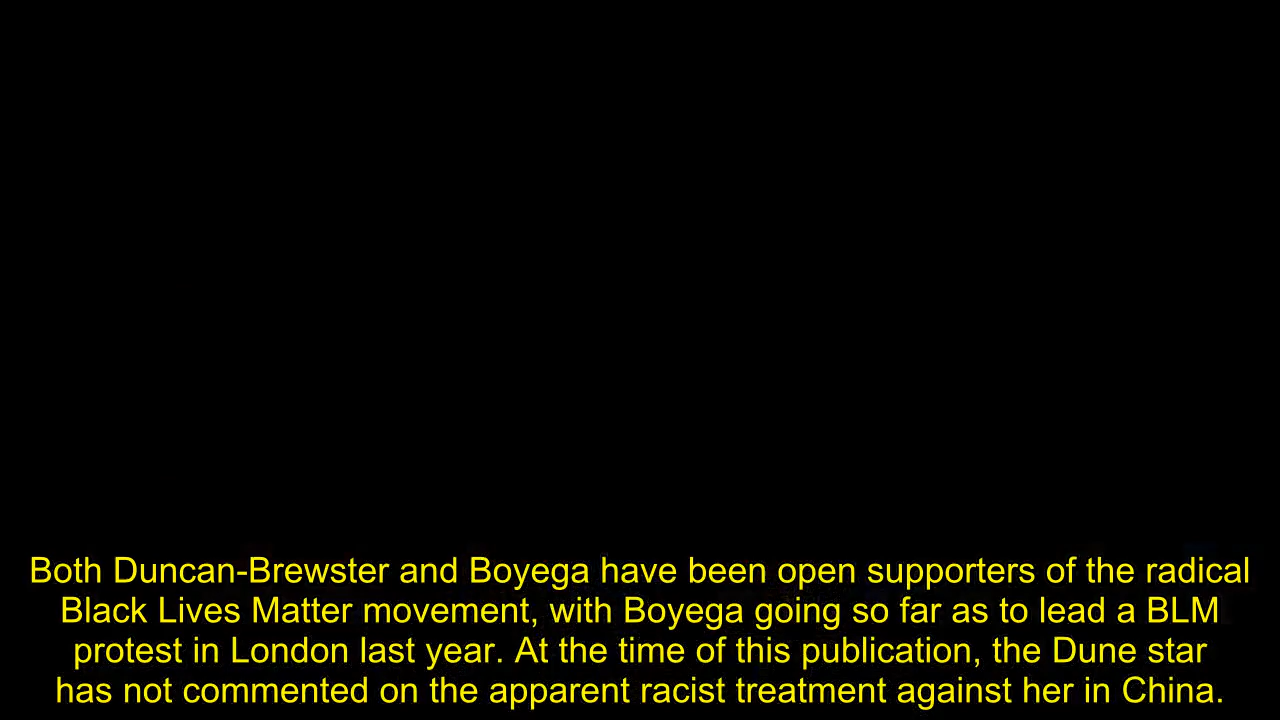 Both Duncan-Brewster and Boyega have been open supporters of the radical
Black Lives Matter movement, with Boyega going so far as to lead a BLM
protest in London last year. At the time of this publication, the Dune star
has not commented on the apparent racist treatment against her in China.